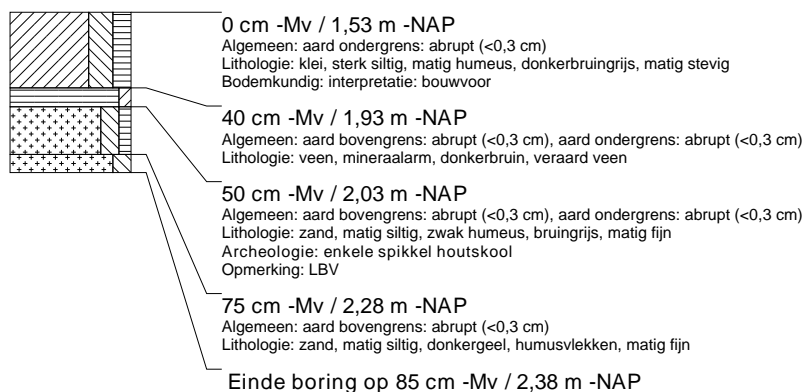 0 cm -Mv / 1,53 m -NAP
Algemeen: aard ondergrens: abrupt (<0,3 cm)
Lithologie: klei, sterk siltig, matig humeus, donkerbruingrijs, matig stevig
Bodemkundig: interpretatie: bouwvoor
40 cm -Mv / 1,93 m -NAP
Algemeen: aard bovengrens: abrupt (<0,3 cm), aard ondergrens: abrupt (<0,3 cm)
Lithologie: veen, mineraalarm, donkerbruin, veraard veen
50 cm -Mv / 2,03 m -NAP
Algemeen: aard bovengrens: abrupt (<0,3 cm), aard ondergrens: abrupt (<0,3 cm)
Lithologie: zand, matig siltig, zwak humeus, bruingrijs, matig fijn
Archeologie: enkele spikkel houtskool
Opmerking: LBV
75 cm -Mv / 2,28 m -NAP
Algemeen: aard bovengrens: abrupt (<0,3 cm)
Lithologie: zand, matig siltig, donkergeel, humusvlekken, matig fijn
Einde boring op 85 cm -Mv / 2,38 m -NAP